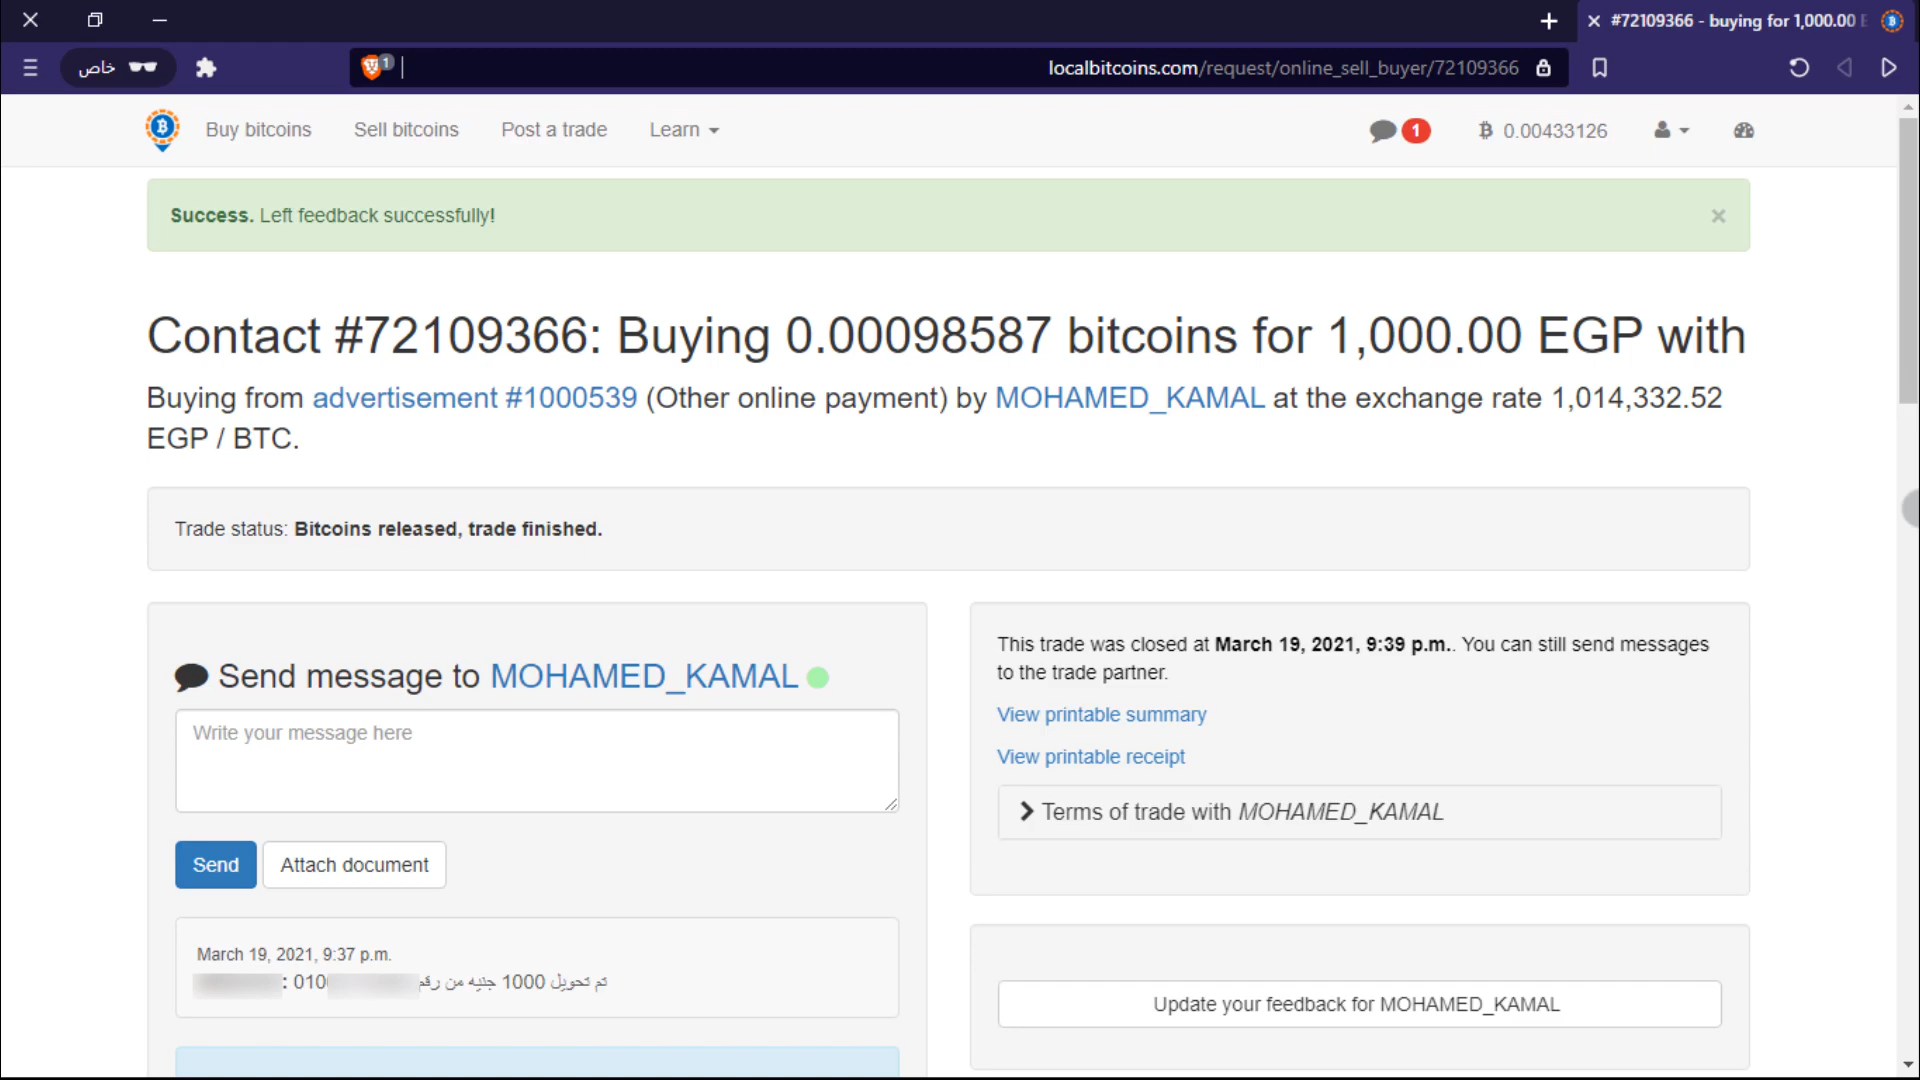 #72109366 - buying for 1,000.00 E
خاص
1
localbitcoins.com/request/online_sell_buyer/72109366
Buy bitcoins
Sell bitcoins
Post a trade
Learn
1
0.00433126
Success. Left feedback successfully!
×
Contact #72109366: Buying 0.00098587 bitcoins for 1,000.00 EGP with
Buying from advertisement #1000539 (Other online payment) by MOHAMED_KAMAL at the exchange rate 1,014,332.52
EGP / BTC.
Trade status: Bitcoins released, trade finished.
Send message to MOHAMED_KAMAL
Write your message here
Send
Attach document
March 19, 2021, 9:37 p.m.
: 010 تم تحويل 1000 جنيه من رقم
This trade was closed at March 19, 2021, 9:39 p.m.. You can still send messages
to the trade partner.
View printable summary
View printable receipt
Terms of trade with MOHAMED_KAMAL
Update your feedback for MOHAMED_KAMAL